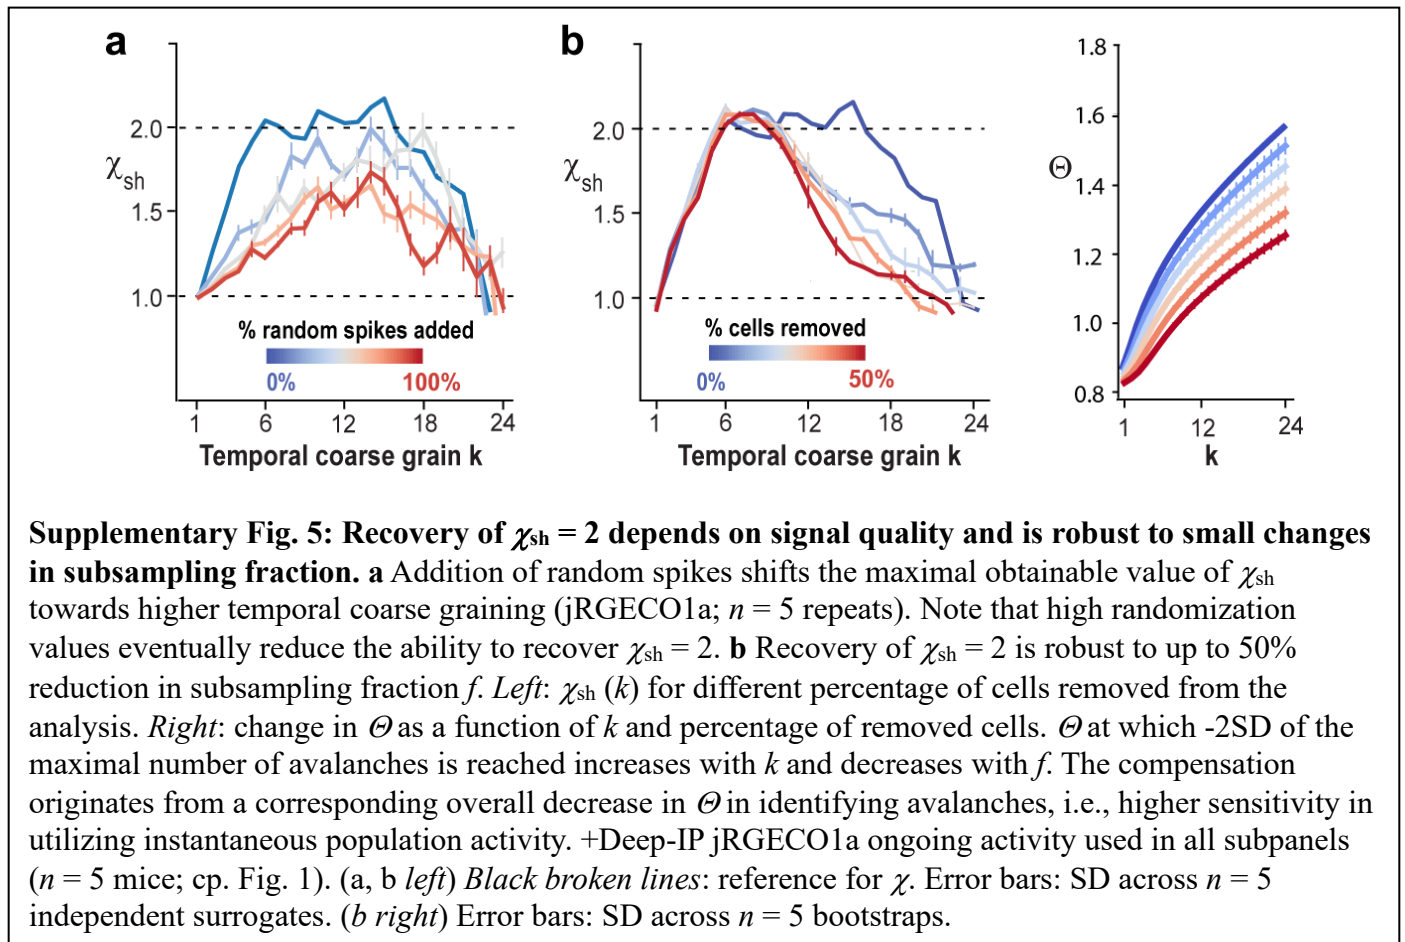 a
2.0
χsh
1.5
1.0
% random spikes added
0% 100%
1 6 12 18 24
Temporal coarse grain k
b
2.0
χsh
1.5
1.0
% cells removed
0% 50%
1 6 12 18 24
Temporal coarse grain k
1.8
1.6
Θ
1.4
1.2
1.0
0.8
1 12 24
k
Supplementary Fig. 5: Recovery of χsh = 2 depends on signal quality and is robust to small changes
in subsampling fraction. a Addition of random spikes shifts the maximal obtainable value of χsh
towards higher temporal coarse graining (jRGECO1a; n = 5 repeats). Note that high randomization
values eventually reduce the ability to recover χsh = 2. b Recovery of χsh = 2 is robust to up to 50%
reduction in subsampling fraction f. Left: χsh (k) for different percentage of cells removed from the
analysis. Right: change in Θ as a function of k and percentage of removed cells. Θ at which -2SD of the
maximal number of avalanches is reached increases with k and decreases with f. The compensation
originates from a corresponding overall decrease in Θ in identifying avalanches, i.e., higher sensitivity in
utilizing instantaneous population activity. +Deep-IP jRGECO1a ongoing activity used in all subpanels
(n = 5 mice; cp. Fig. 1). (a, b left) Black broken lines: reference for χ. Error bars: SD across n = 5
independent surrogates. (b right) Error bars: SD across n = 5 bootstraps.